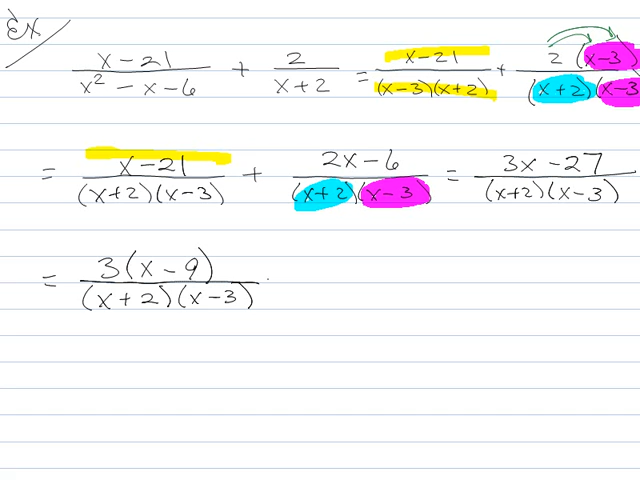 Ex
(x-21)/(x² - x - 6) + 2/(x+2) = (x-21)/((x-3)(x+2)) + 2(x-3)/((x+2)(x-3
= (x-21)/((x+2)(x-3)) + (2x-6)/((x+2)(x-3)) = (3x-27)/((x+2)(x-3))
= 3(x-9)/((x+2)(x-3))